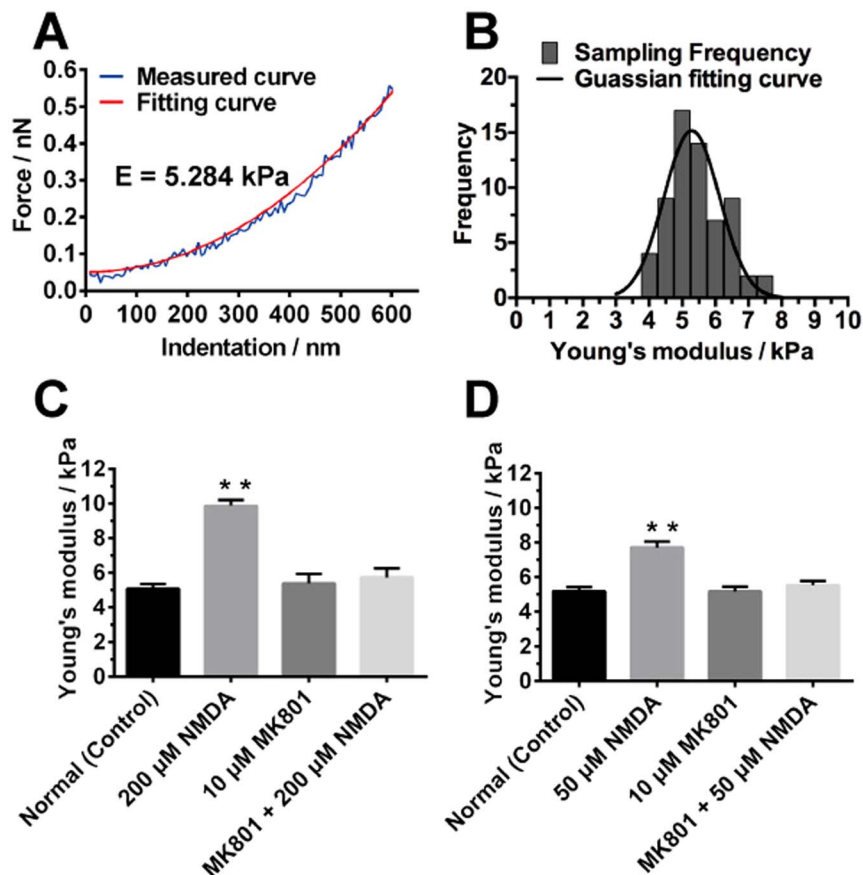 A
Measured curve
Fitting curve
E = 5.284 kPa
Force / nN
0.6
0.5
0.4
0.3
0.2
0.1
0.0
0 100 200 300 400 500 600
Indentation / nm
B
Sampling Frequency
Guassian fitting curve
Frequency
20
15
10
5
0
0 1 2 3 4 5 6 7 8 9 10
Young's modulus / kPa
C
Young's modulus / kPa
12
10
8
6
4
2
0
* *
Normal (Control)
200 µM NMDA
10 µM MK801
MK801 + 200 µM NMDA
D
Young's modulus / kPa
12
10
8
6
4
2
0
* *
Normal (Control)
50 µM NMDA
10 µM MK801
MK801 + 50 µM NMDA